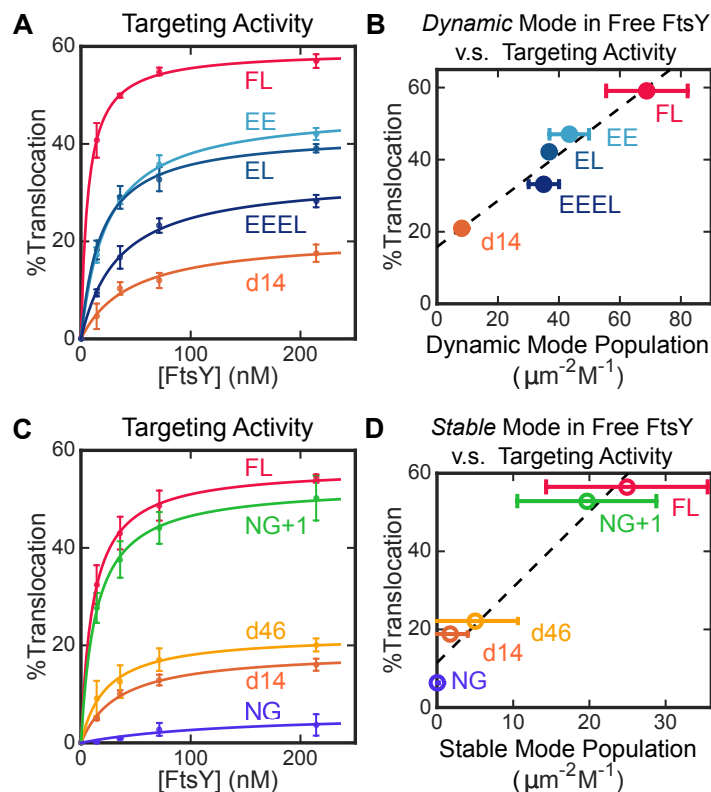 A
Targeting Activity
%Translocation
60
40
20
0
FL
EE
EL
EEEL
d14
0
100
200
[FtsY] (nM)
B
Dynamic Mode in Free FtsY
v.s. Targeting Activity
%Translocation
60
40
20
0
FL
EE
EL
EEEL
d14
0
20
40
60
80
Dynamic Mode Population
(μm-2M-1)
C
Targeting Activity
%Translocation
60
40
20
0
FL
NG+1
d46
d14
NG
0
100
200
[FtsY] (nM)
D
Stable Mode in Free FtsY
v.s. Targeting Activity
%Translocation
60
40
20
0
FL
NG+1
d46
d14
NG
0
10
20
30
Stable Mode Population
(μm-2M-1)